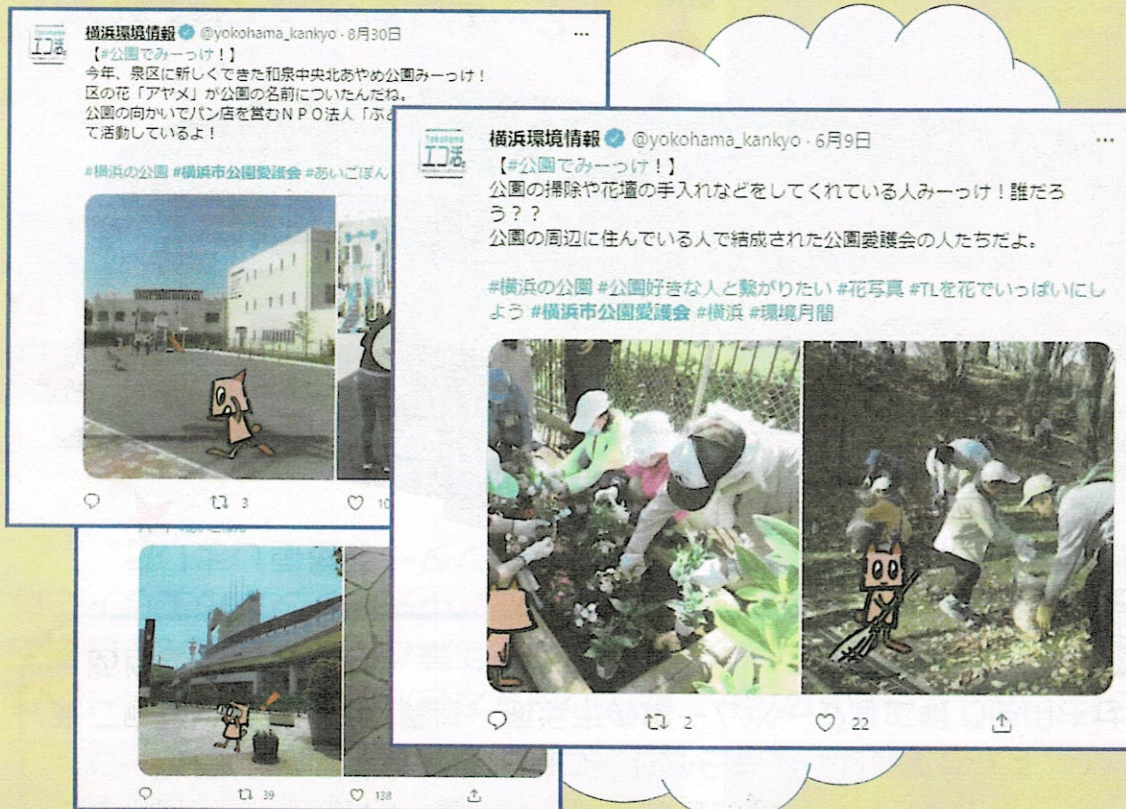 横浜環境情報 @yokohama_kankyo · 8月30日
【#公園でみーっけ！】
今年、泉区に新しくできた和泉中央北あやめ公園みーっけ！
区の花「アヤメ」が公園の名前についたんだね。
公園の向かいでパン店を営むNPO法人「ぶ
て活動しているよ！
#横浜の公園 #横浜市公園愛護会 #あいごぽん
3
10
Yokohama
エコ活。
横浜環境情報 @yokohama_kankyo · 6月9日
【#公園でみーっけ！】
公園の掃除や花壇の手入れなどをしてくれている人みーっけ！誰だろ
う？？
公園の周辺に住んでいる人で結成された公園愛護会の人たちだよ。
#横浜の公園 #公園好きな人と繋がりたい #花写真 #TLを花でいっぱいにし
よう #横浜市公園愛護会 #横浜 #環境月間
2
22
39
138